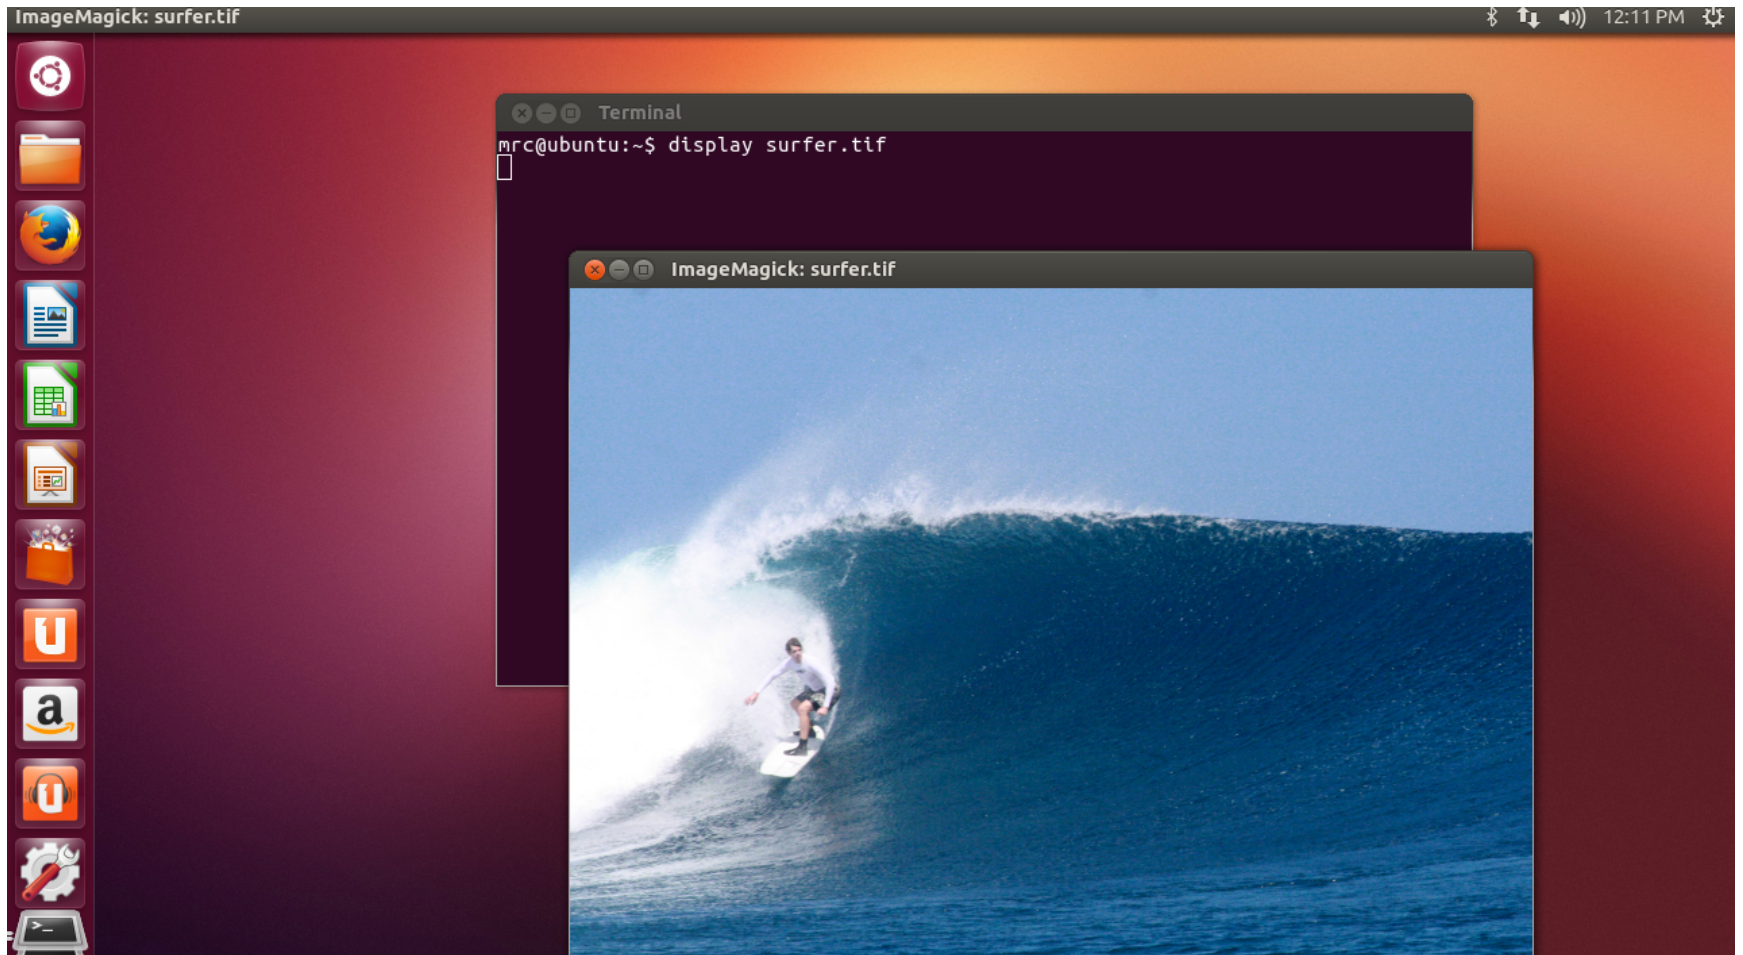 ImageMagick: surfer.tif
12:11 PM
Terminal
mrc@ubuntu:~$ display surfer.tif
ImageMagick: surfer.tif
a
>_